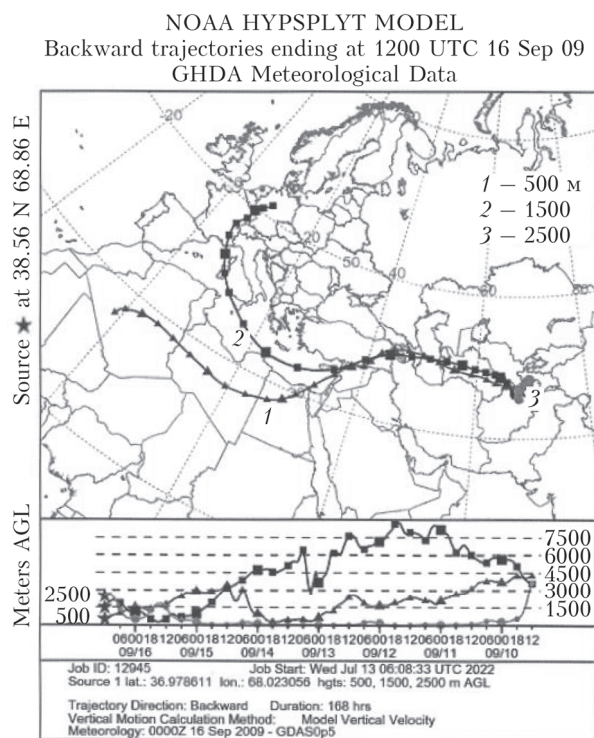 NOAA HYPSPLYT MODEL
Backward trajectories ending at 1200 UTC 16 Sep 09
GHDA Meteorological Data
Source ★ at 38.56 N 68.86 E
-20
1 – 500 м
2 – 1500
3 – 2500
40
2
1
3
Meters AGL
2500
500
7500
6000
4500
3000
1500
06001812060018120600181206001812060018120600181206001812
09/16 09/15 09/14 09/13 09/12 09/11 09/10
Job ID: 12945 Job Start: Wed Jul 13 06:08:33 UTC 2022
Source 1 lat.: 36.978611 lon.: 68.023056 hgts: 500, 1500, 2500 m AGL
Trajectory Direction: Backward Duration: 168 hrs
Vertical Motion Calculation Method: Model Vertical Velocity
Meteorology: 0000Z 16 Sep 2009 - GDAS0p5